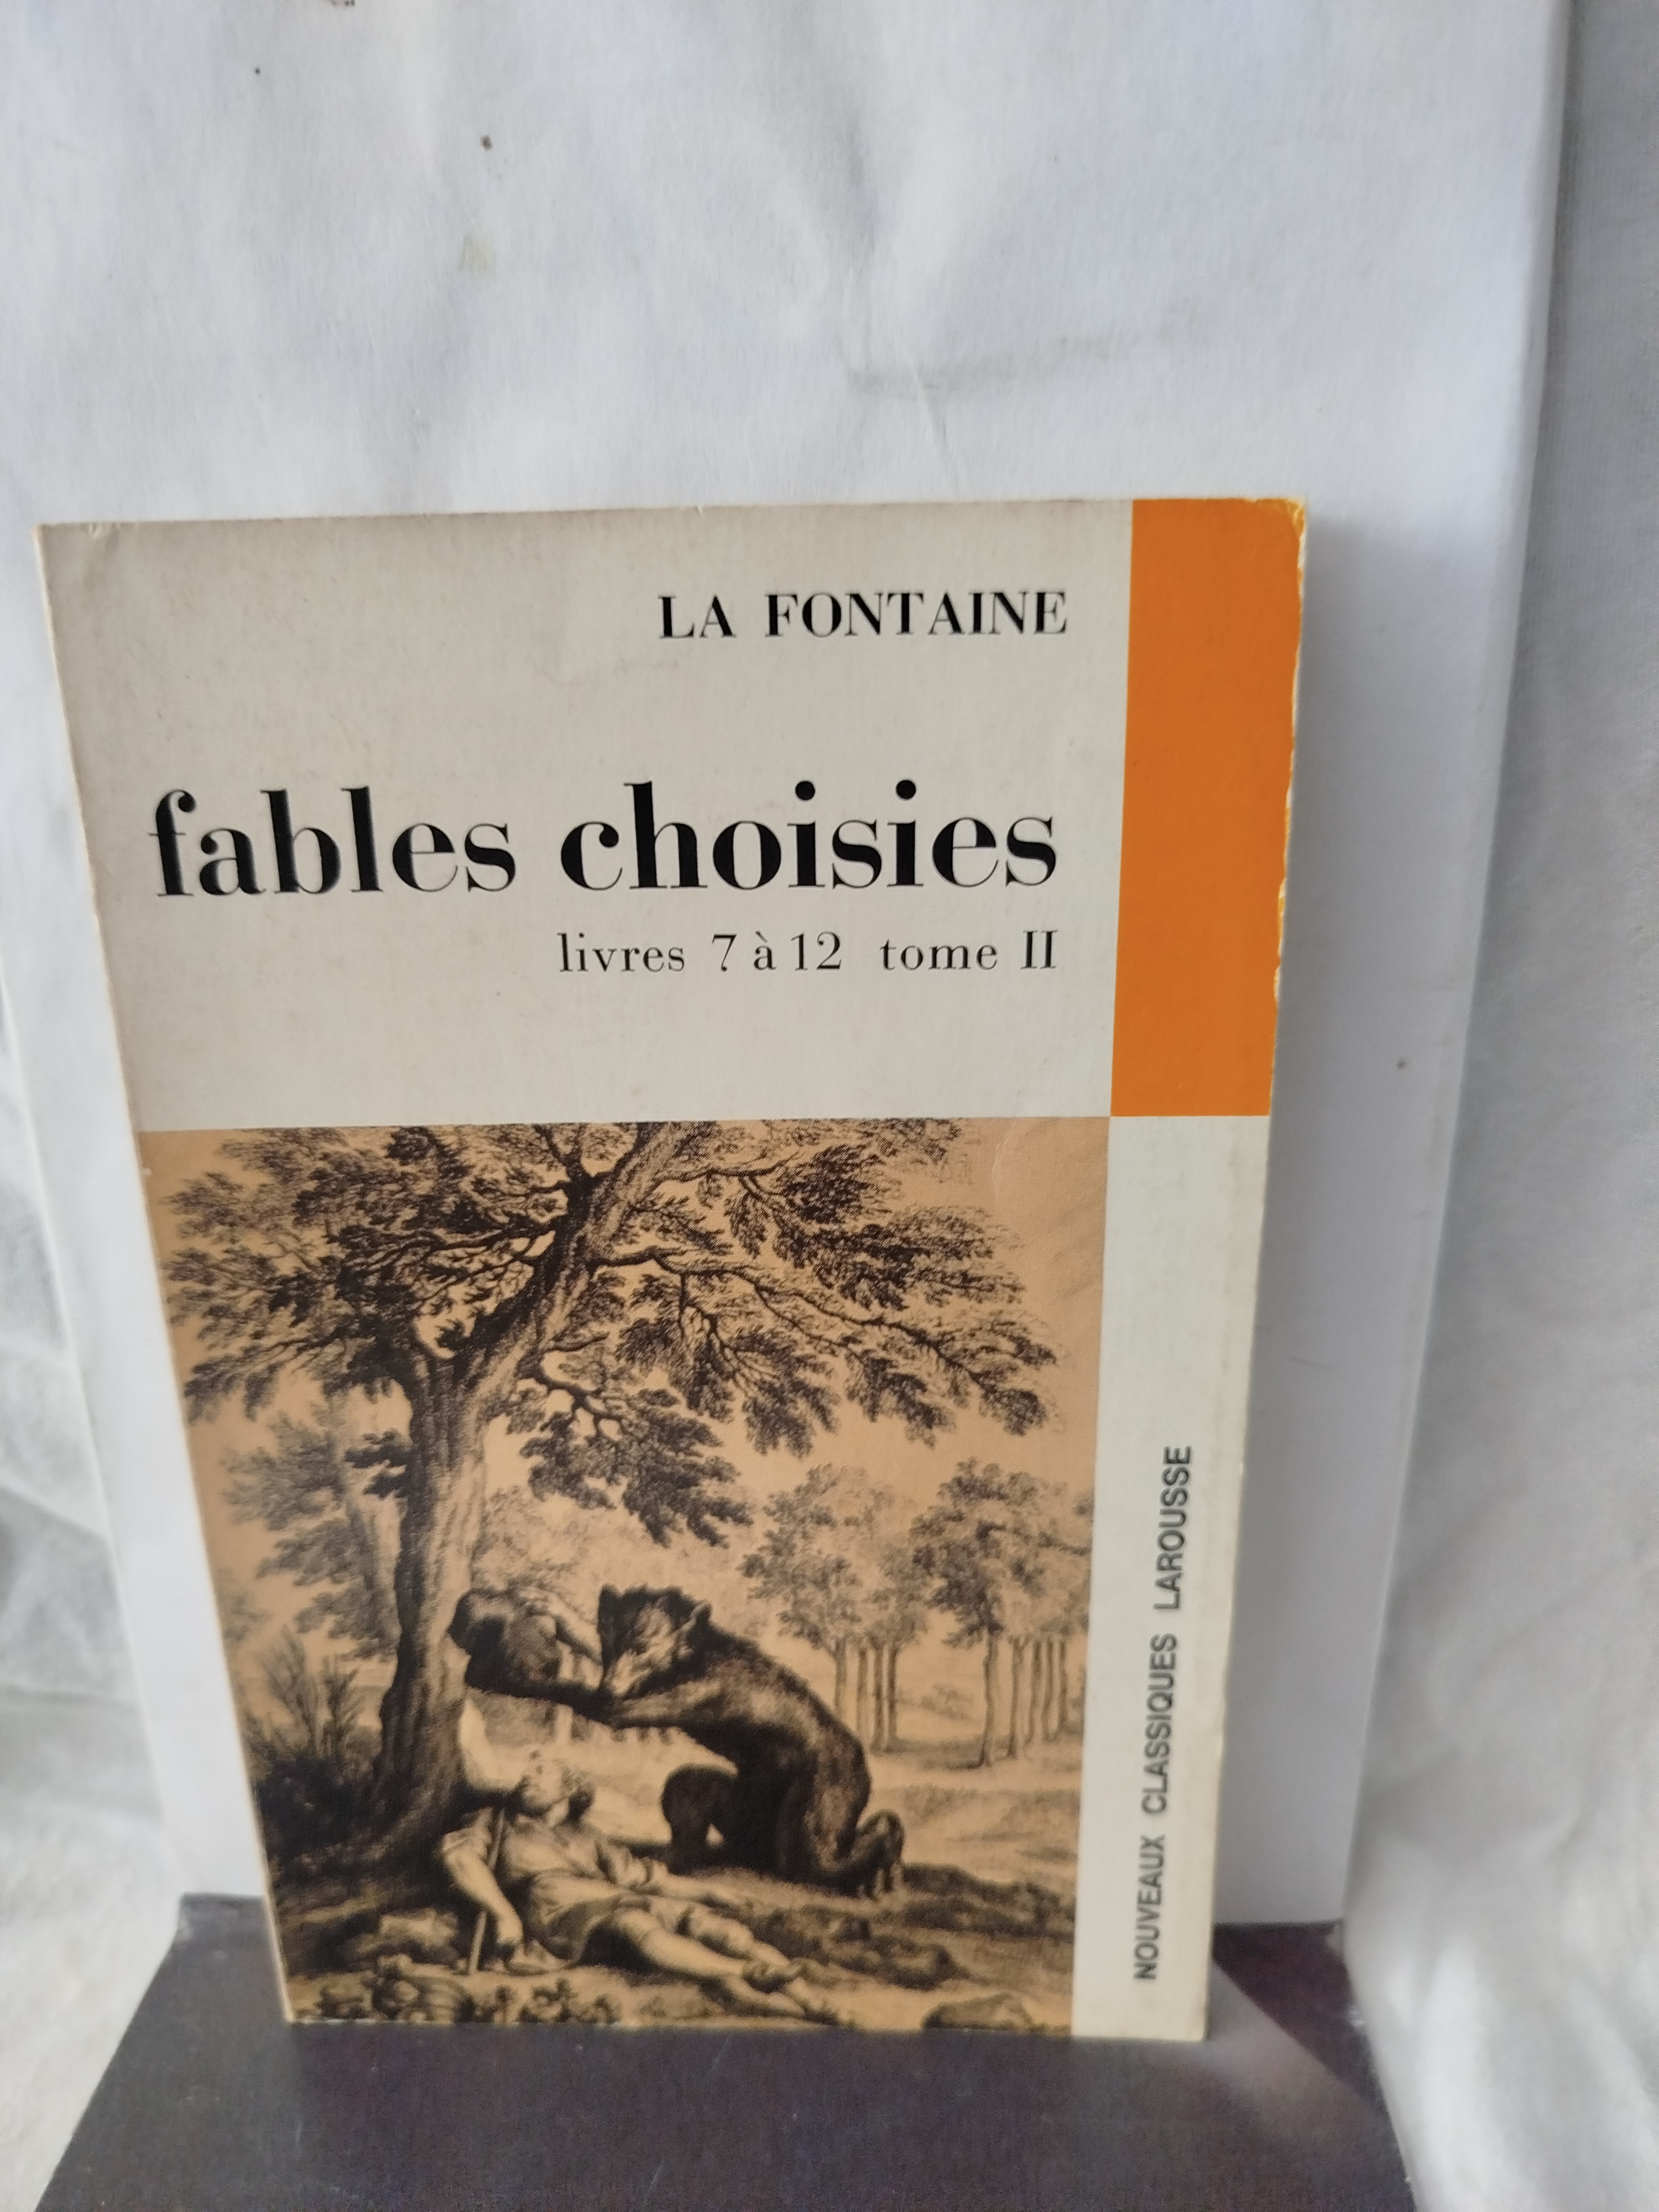 LA FONTAINE
fables choisies
livres 7 à 12 tome II
NOUVEAUX CLASSIQUES LAROUSSE